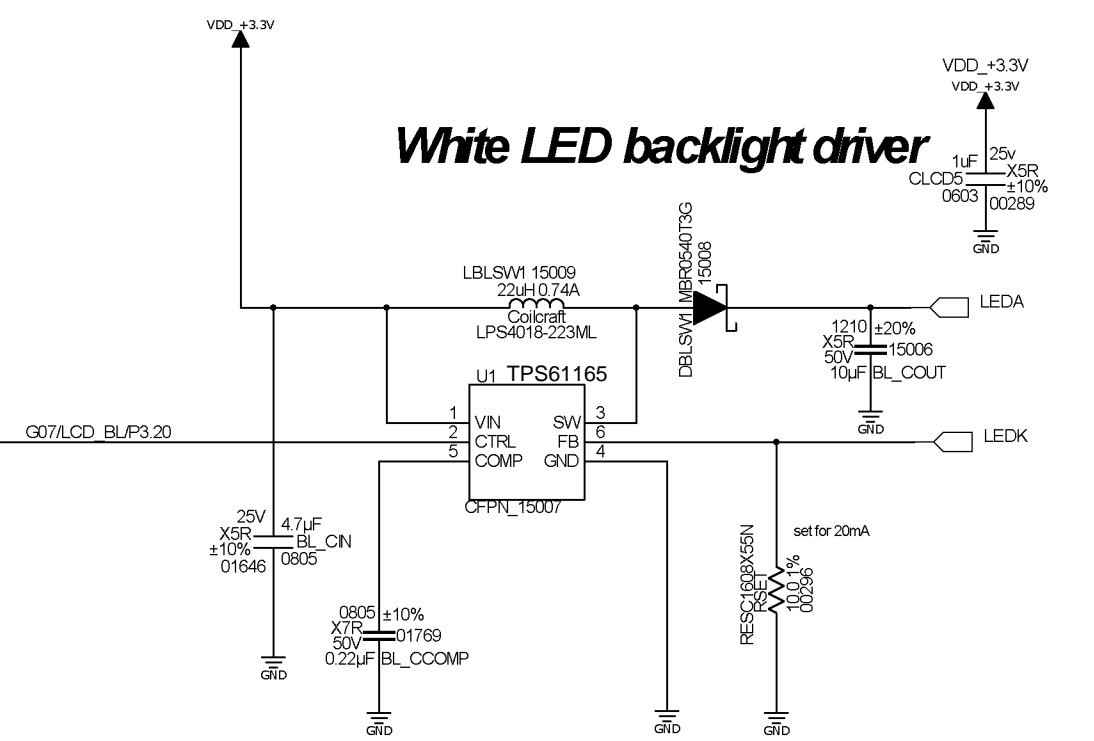 VDD_+3.3V
VDD_+3.3V
VDD_+3.3V
White LED backlight driver
1uF
25v
CLCD5
X5R
±10%
0603
00289
GND
LBLSW1 15009
22uH 0.74A
Coilcraft
LPS4018-223ML
DBLSW1 MBR0540T3G
15008
LEDA
1210
±20%
X5R
50V
15006
10µF
BL_COUT
GND
U1
TPS61165
1
VIN
SW
3
2
CTRL
FB
6
5
COMP
GND
4
CFPN_15007
G07/LCD_BL/P3.20
LEDK
25V
4.7µF
X5R
BL_CIN
±10%
01646
0805
GND
set for 20mA
RESC1608X55N
RSET
10.0 1%
00296
0805
±10%
X7R
01769
50V
0.22µF
BL_CCOMP
GND
GND
GND